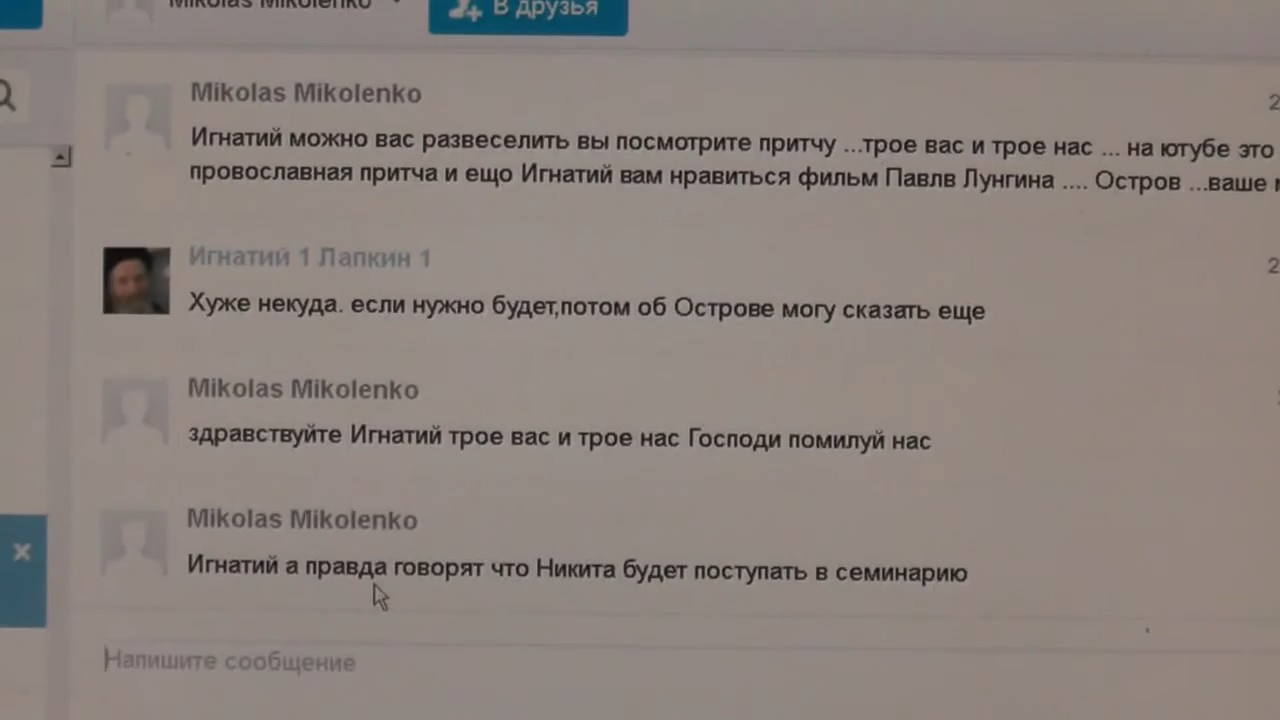 Mikolas Mikolenko
В друзья
Mikolas Mikolenko
2
Игнатий можно вас развеселить вы посмотрите притчу ...трое вас и трое нас ... на ютубе это
провославная притча и ещо Игнатий вам нравиться фильм Павлв Лунгина .... Остров ...ваше
Игнатий 1 Лапкин 1
2
Хуже некуда. если нужно будет,потом об Острове могу сказать еще
Mikolas Mikolenko
здравствуйте Игнатий трое вас и трое нас Господи помилуй нас
Mikolas Mikolenko
Игнатий а правда говорят что Никита будет поступать в семинарию
Напишите сообщение